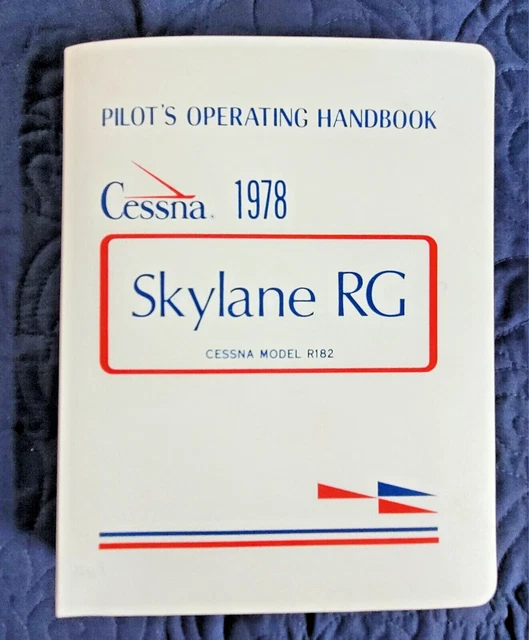 PILOT'S OPERATING HANDBOOK
Cessna. 1978
Skylane RG
CESSNA MODEL R182